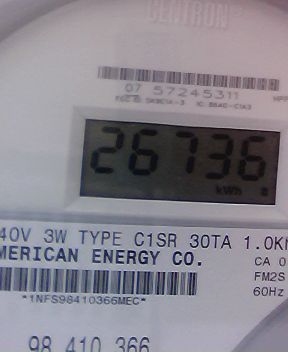 CENTRON®
07 57245311
26736
kWh
40V 3W TYPE C1SR 30TA 1.0K
MERICAN ENERGY CO.
CA 0
FM2S
60Hz
*1NFS98410366MEC*
98 410 366